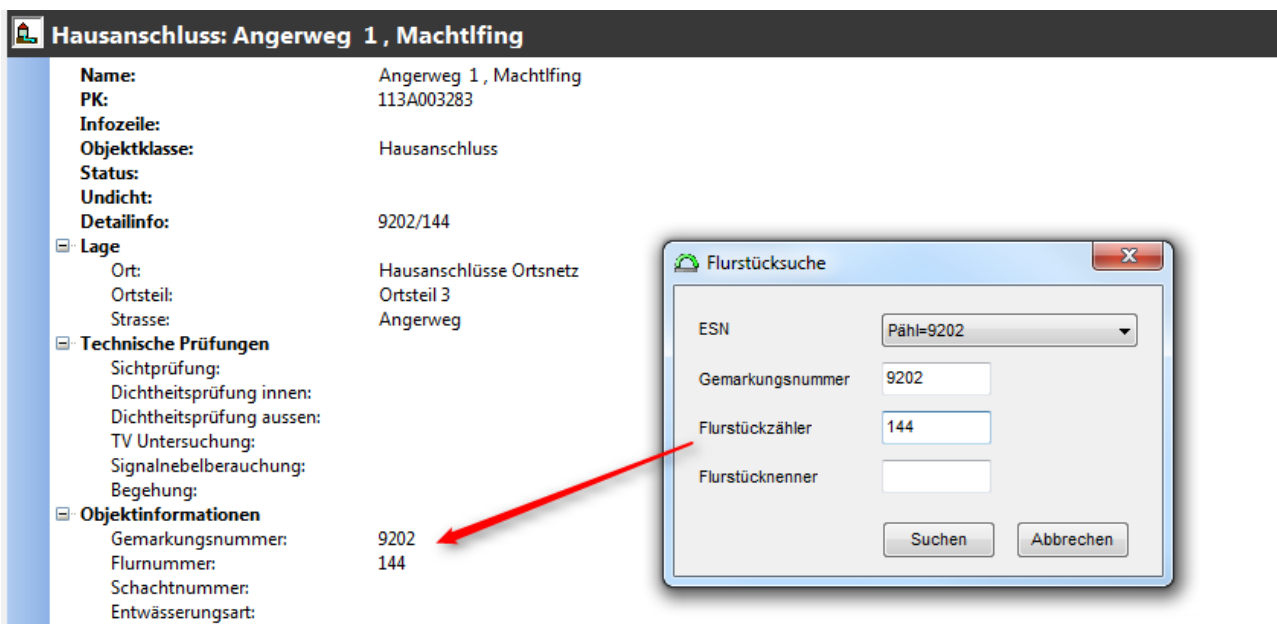 Hausanschluss: Angerweg 1 , Machtlfing
Name: Angerweg 1 , Machtlfing
PK: 113A003283
Infozeile:
Objektklasse: Hausanschluss
Status:
Undicht:
Detailinfo: 9202/144
Lage
Ort: Hausanschlüsse Ortsnetz
Ortsteil: Ortsteil 3
Strasse: Angerweg
Technische Prüfungen
Sichtprüfung:
Dichtheitsprüfung innen:
Dichtheitsprüfung aussen:
TV Untersuchung:
Signalnebelberauchung:
Begehung:
Objektinformationen
Gemarkungsnummer: 9202
Flurnummer: 144
Schachtnummer:
Entwässerungsart:
Flurstücksuche
ESN Pähl=9202
Gemarkungsnummer 9202
Flurstückzähler 144
Flurstücknenner
Suchen Abbrechen